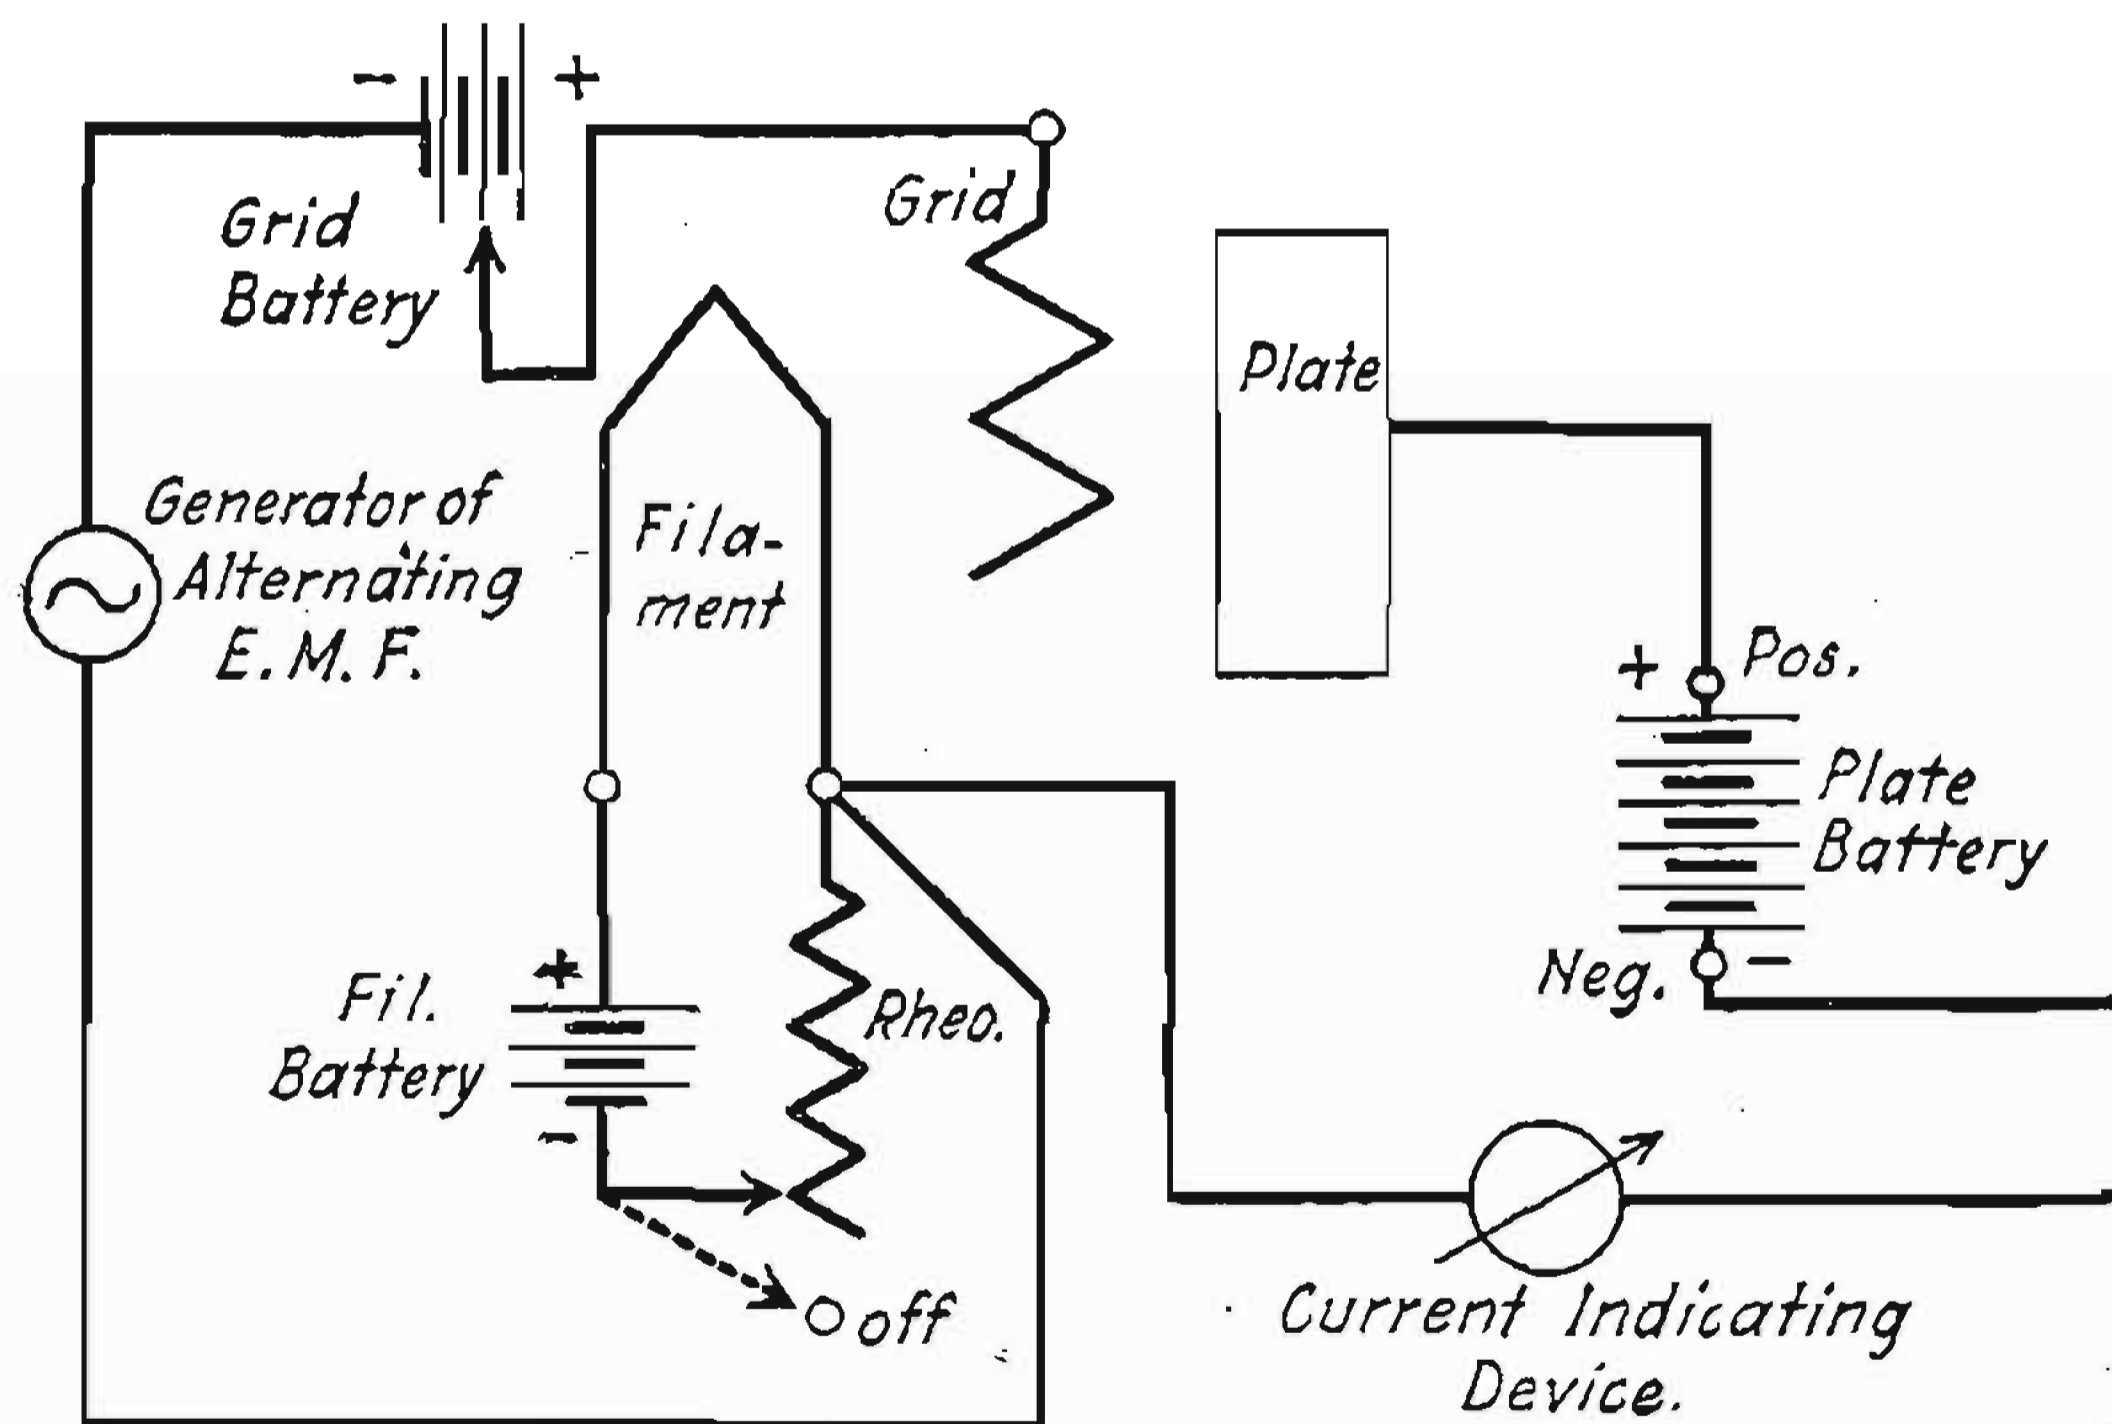 - +
Grid
Battery
Grid
Plate
Generator of
Alternating
E. M. F.
Fila-
ment
+ Pos.
Plate
Battery
Neg. -
+
Fil.
Battery
-
Rheo.
off
Current Indicating
Device.